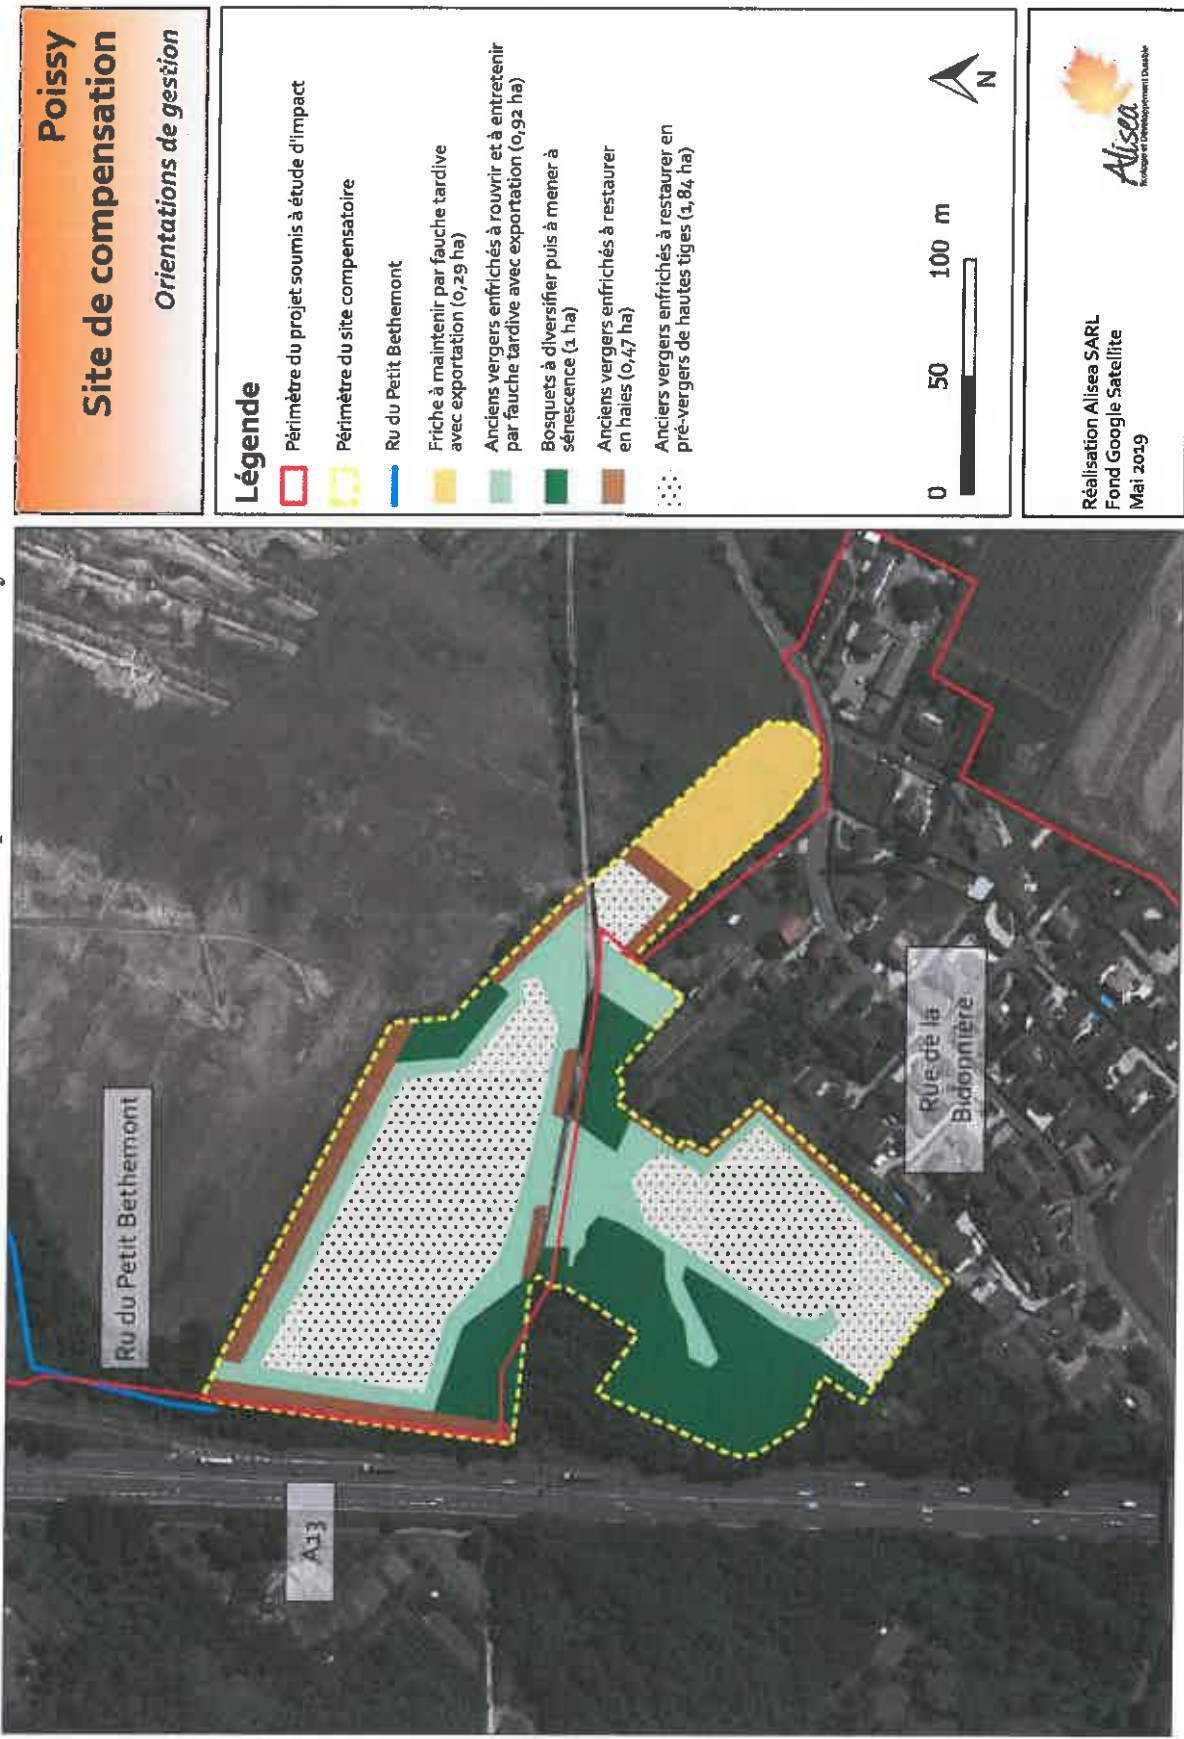 Poissy
Site de compensation
Orientations de gestion
Légende
Périmètre du projet soumis à étude d'impact
Périmètre du site compensatoire
Ru du Petit Bethemont
Friche à maintenir par fauche tardive
avec exportation (0,29 ha)
Anciens vergers enfrichés à rouvrir et à entretenir
par fauche tardive avec exportation (0,92 ha)
Bosquets à diversifier puis à mener à
sénescence (1 ha)
Anciens vergers enfrichés à restaurer
en haies (0,47 ha)
Anciers vergers enfrichés à restaurer en
pré-vergers de hautes tiges (1,84 ha)
0 50 100 m
N
Réalisation Alisea SARL
Fond Google Satellite
Mai 2019
Alisea
Ecologie et Développement Durable
Ru du Petit Bethemont
A13
Rue de la
Bidonnière